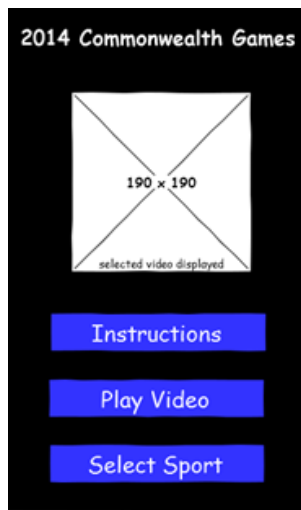 2014 Commonwealth Games
190 x 190
selected video displayed
Instructions
Play Video
Select Sport